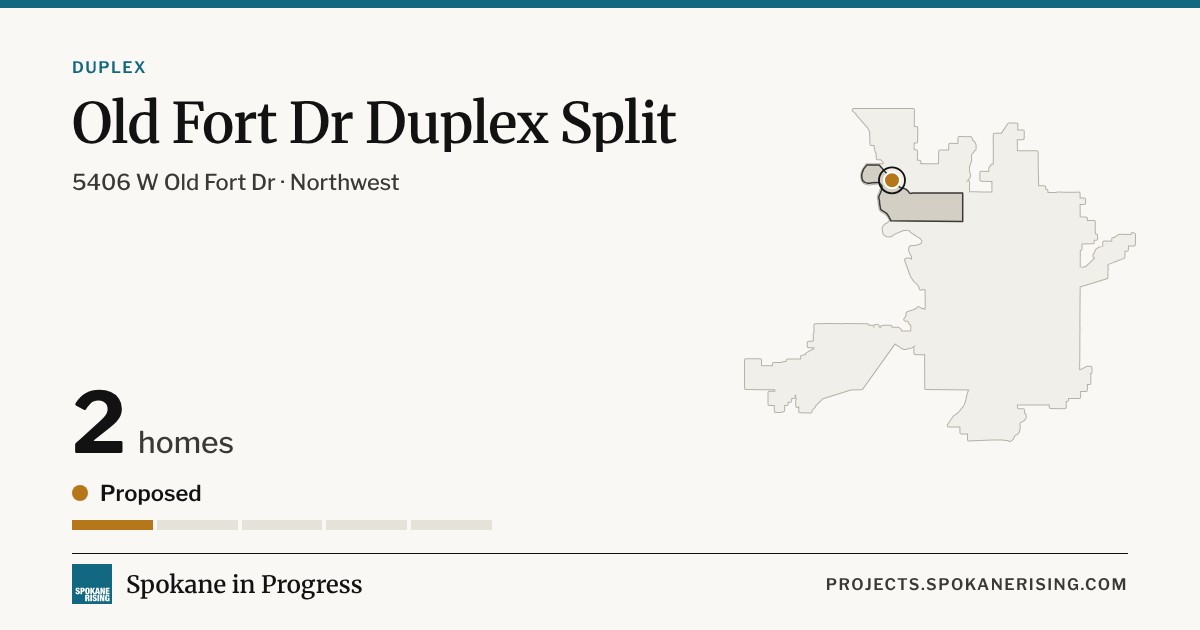 DUPLEX
Old Fort Dr Duplex Split
5406 W Old Fort Dr · Northwest
2 homes
Proposed
SPOKANE
RISING
Spokane in Progress
PROJECTS.SPOKANERISING.COM